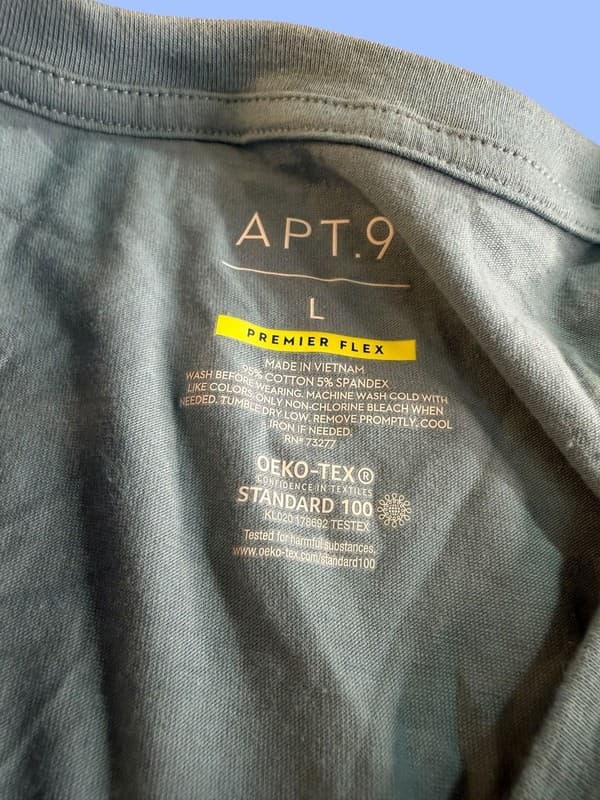 APT.9
L
PREMIER FLEX
MADE IN VIETNAM
95% COTTON 5% SPANDEX
WASH BEFORE WEARING. MACHINE WASH COLD WITH
LIKE COLORS. ONLY NON-CHLORINE BLEACH WHEN
NEEDED. TUMBLE DRY LOW. REMOVE PROMPTLY. COOL
IRON IF NEEDED.
RN# 73277
OEKO-TEX®
CONFIDENCE IN TEXTILES
STANDARD 100
KL020 178692 TESTEX
Tested for harmful substances.
www.oeko-tex.com/standard100